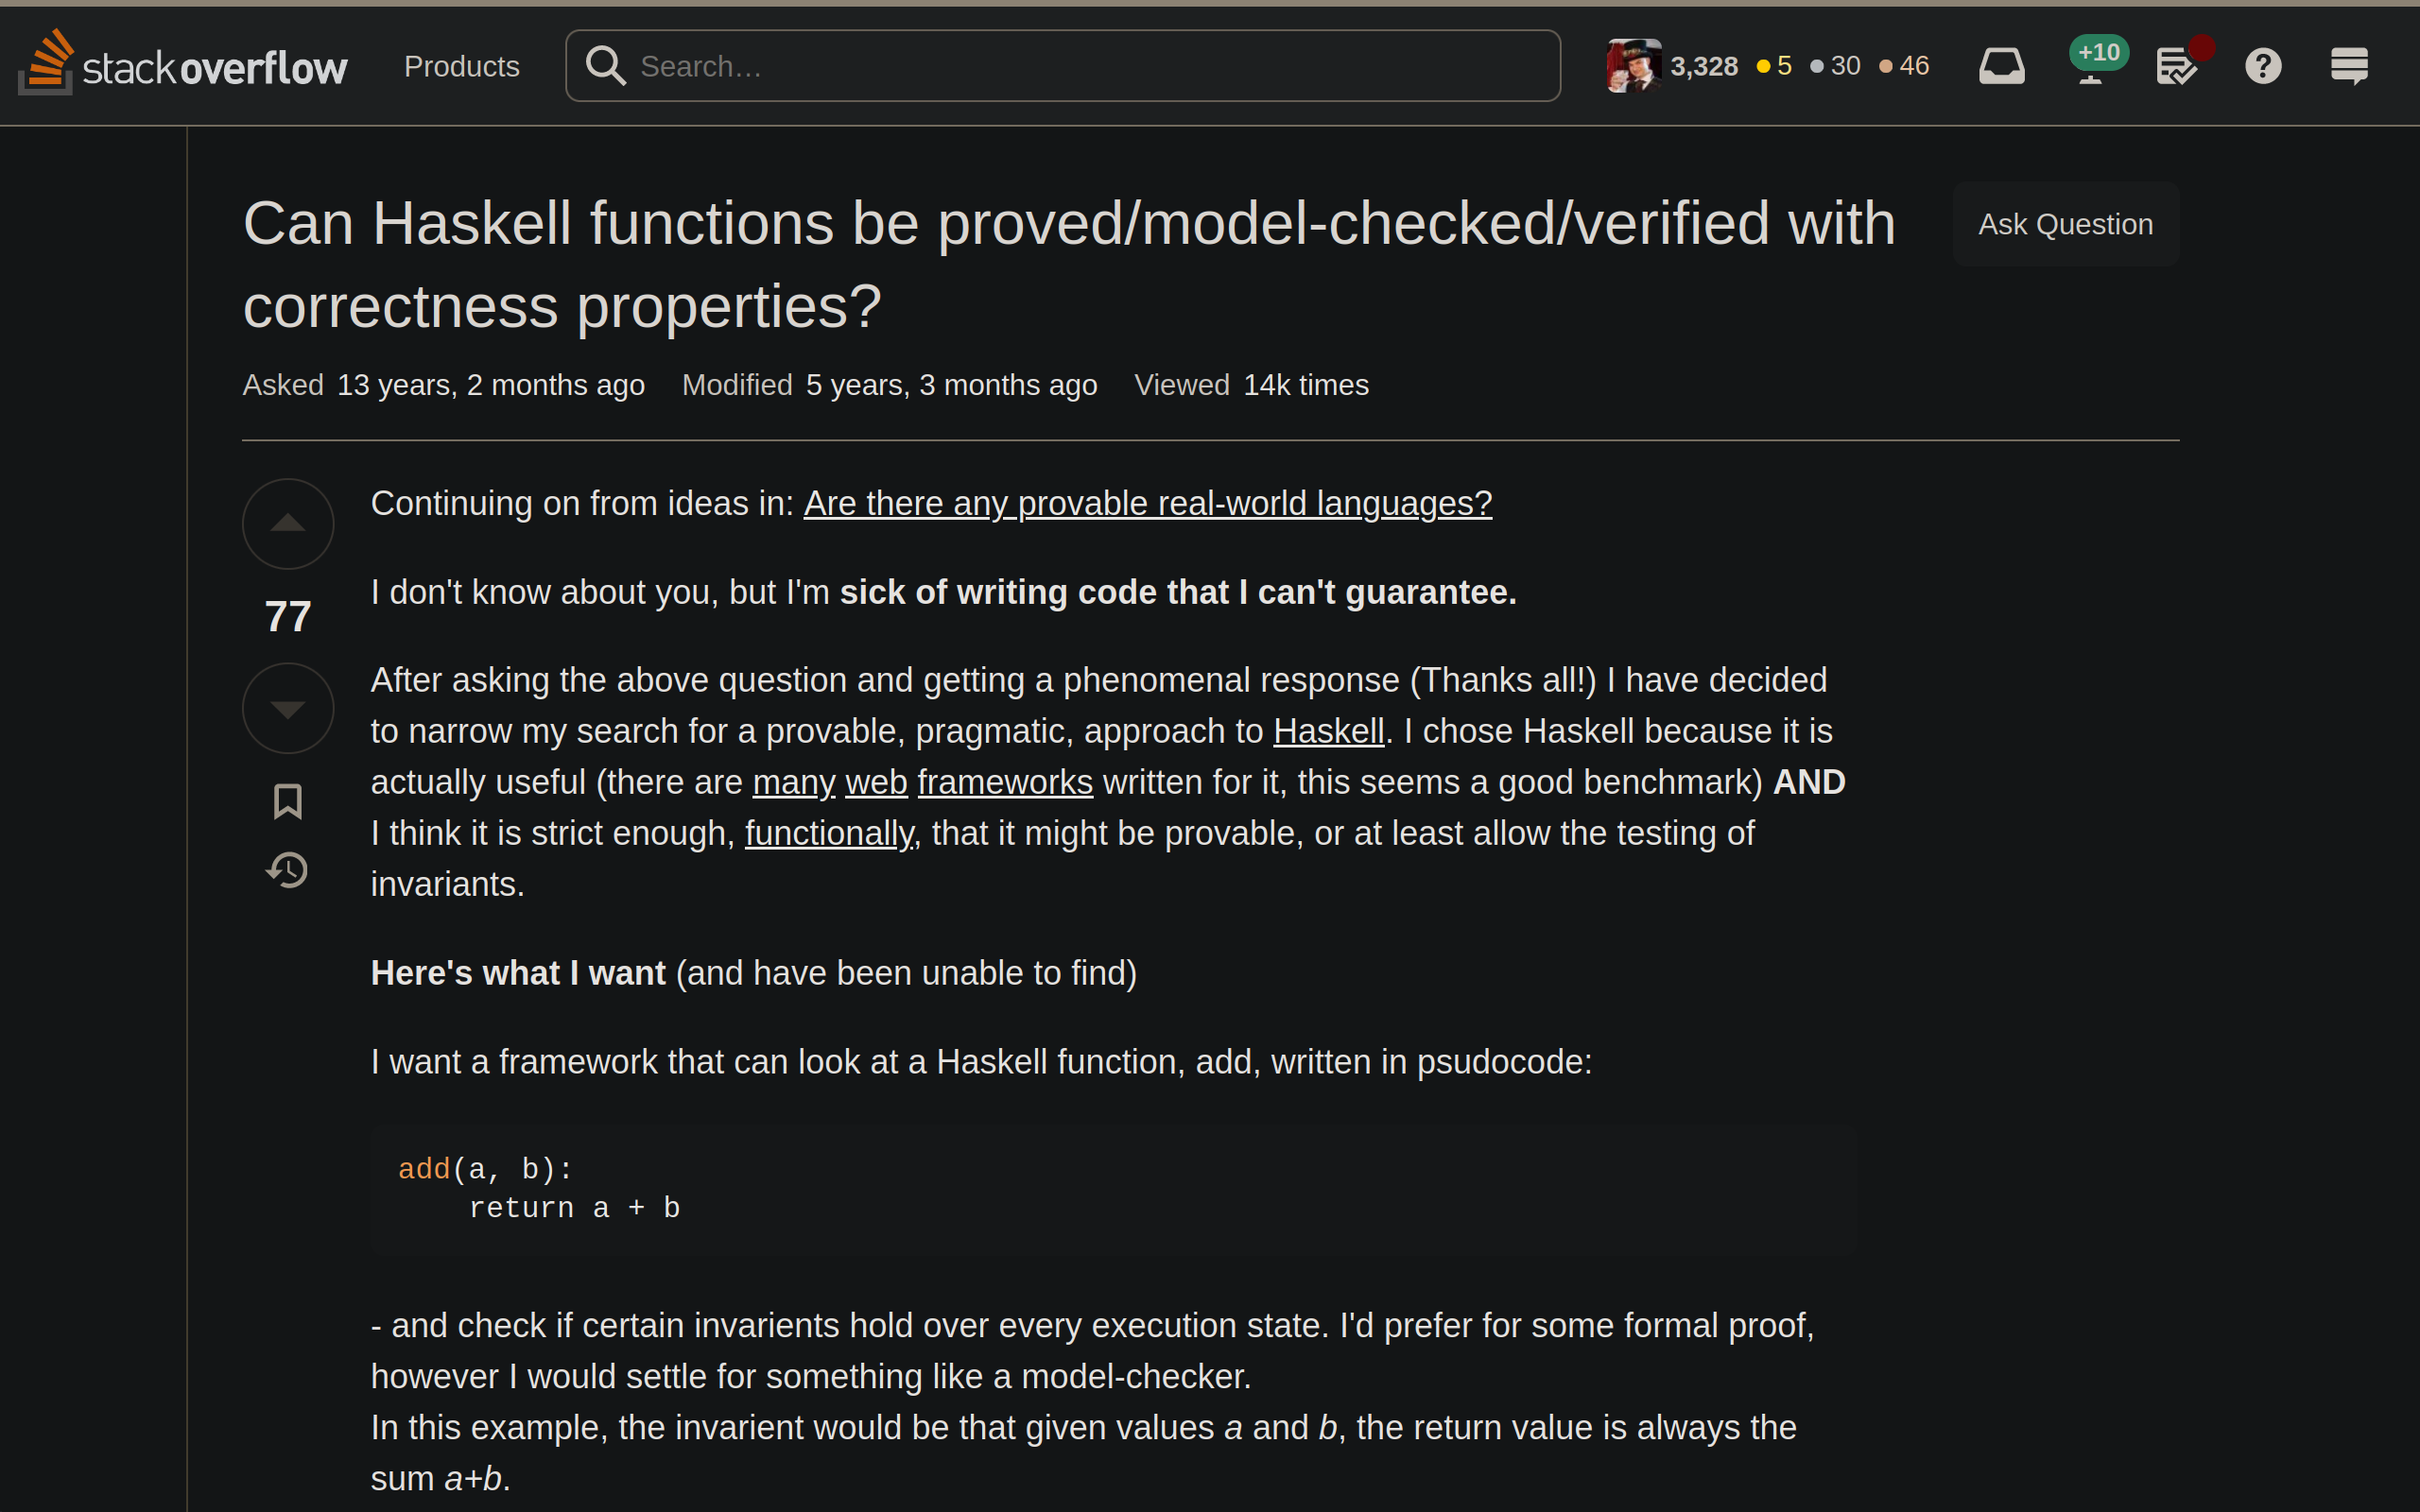 stackoverflow Products Search… 3,328 5 30 46 +10
Can Haskell functions be proved/model-checked/verified with
correctness properties?
Ask Question
Asked 13 years, 2 months ago Modified 5 years, 3 months ago Viewed 14k times
77
Continuing on from ideas in: Are there any provable real-world languages?
I don't know about you, but I'm sick of writing code that I can't guarantee.
After asking the above question and getting a phenomenal response (Thanks all!) I have decided
to narrow my search for a provable, pragmatic, approach to Haskell. I chose Haskell because it is
actually useful (there are many web frameworks written for it, this seems a good benchmark) AND
I think it is strict enough, functionally, that it might be provable, or at least allow the testing of
invariants.
Here's what I want (and have been unable to find)
I want a framework that can look at a Haskell function, add, written in psudocode:
add(a, b):
    return a + b
- and check if certain invarients hold over every execution state. I'd prefer for some formal proof,
however I would settle for something like a model-checker.
In this example, the invarient would be that given values a and b, the return value is always the
sum a+b.